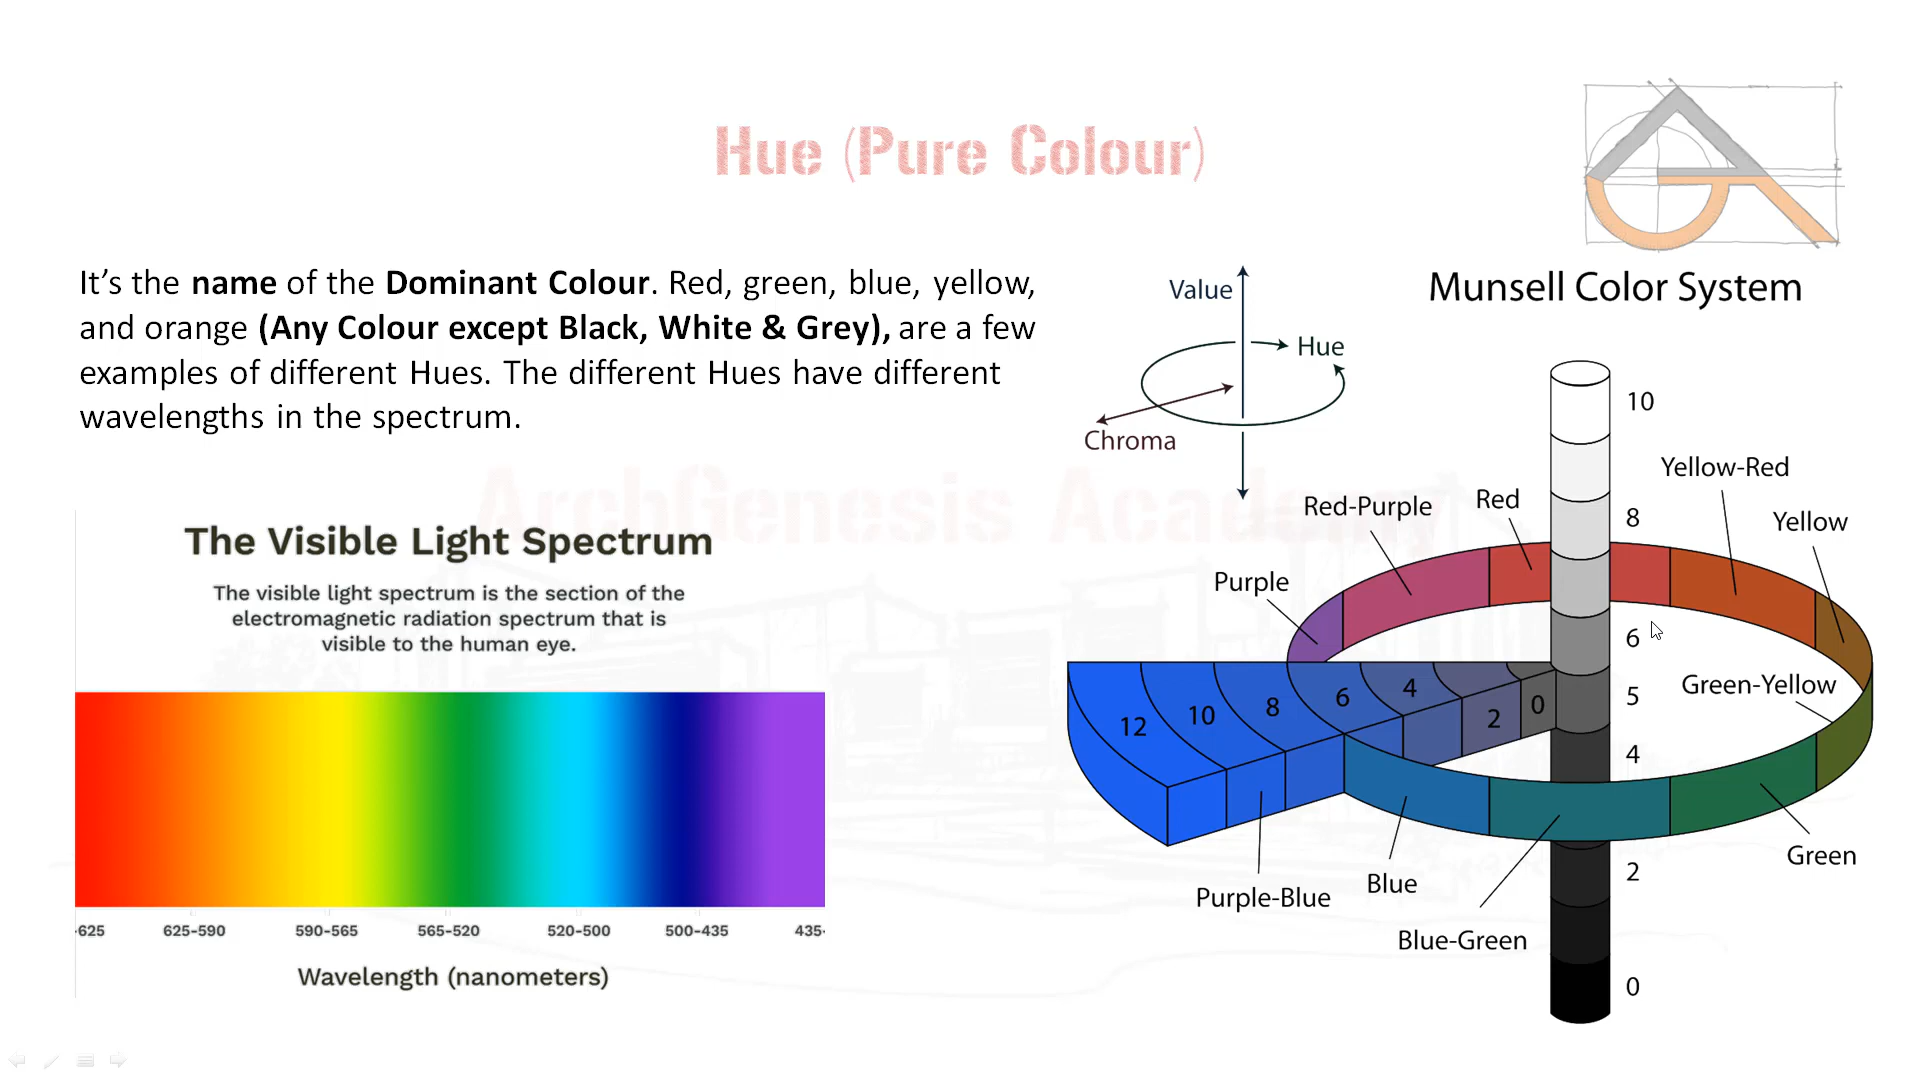 Hue (Pure Colour)
It’s the name of the Dominant Colour. Red, green, blue, yellow,
and orange (Any Colour except Black, White & Grey), are a few
examples of different Hues. The different Hues have different
wavelengths in the spectrum.
ArchGenesis Academy
The Visible Light Spectrum
The visible light spectrum is the section of the
electromagnetic radiation spectrum that is
visible to the human eye.
-625 625-590 590-565 565-520 520-500 500-435 435-
Wavelength (nanometers)
Munsell Color System
Value
Hue
Chroma
10
Yellow-Red
Red-Purple
Red
8
Yellow
Purple
6
Green-Yellow
12 10 8 6 4 2 0
5
4
Green
2
Blue
Purple-Blue
Blue-Green
0